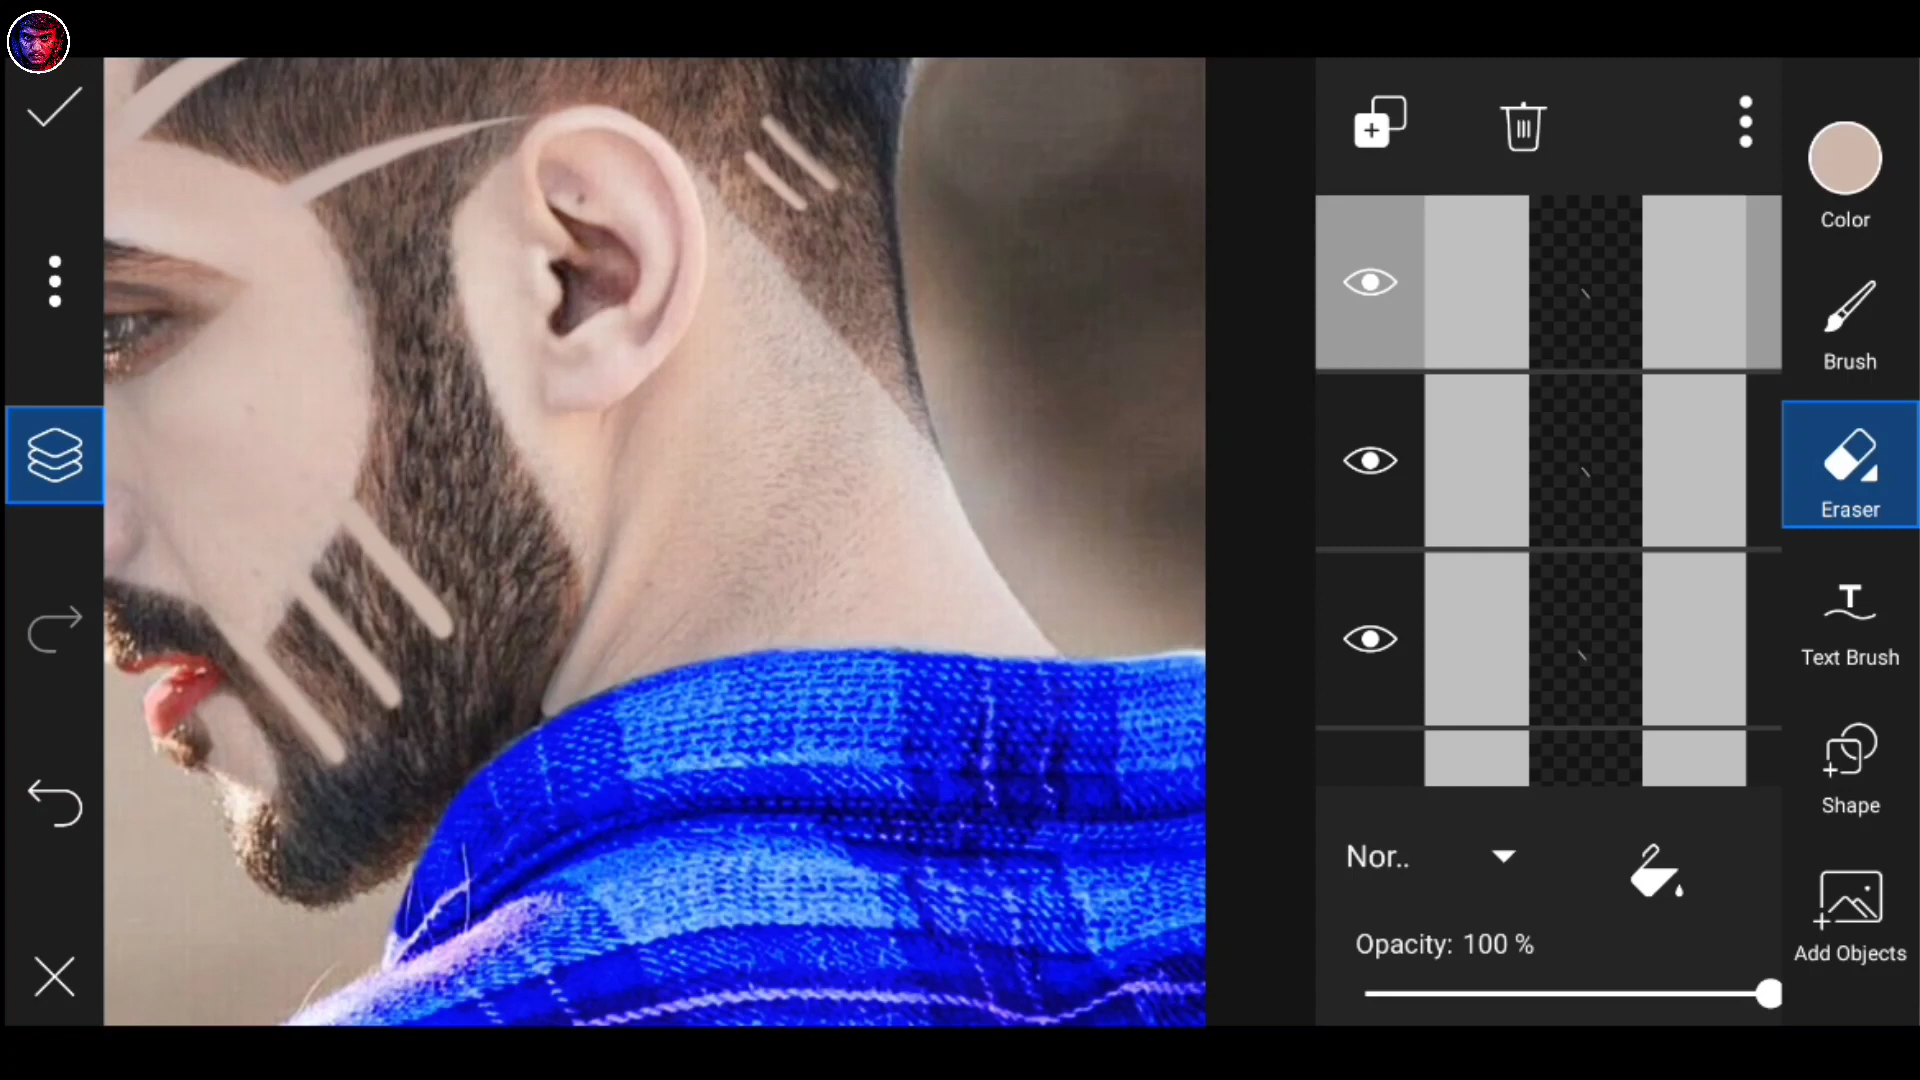 Color
Brush
Eraser
T
Text Brush
Shape
Add Objects
Nor..
Opacity: 100 %